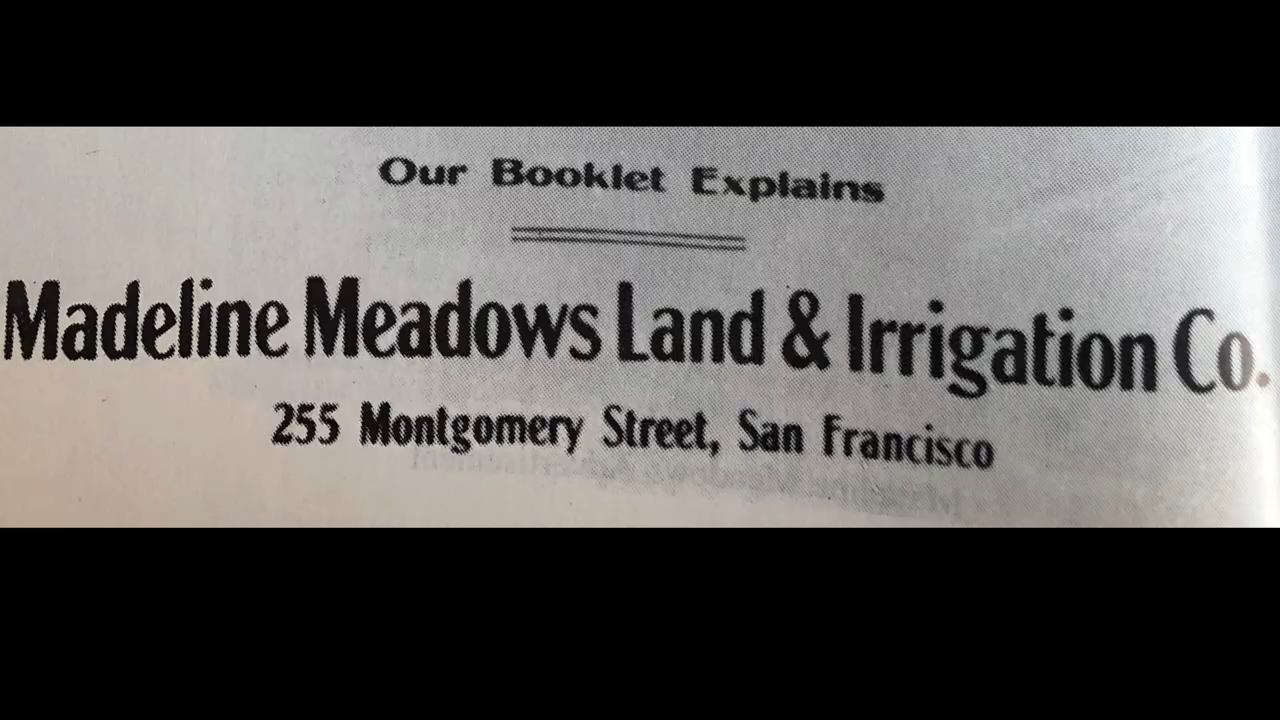 Our Booklet Explains
Madeline Meadows Land & Irrigation Co.
255 Montgomery Street, San Francisco